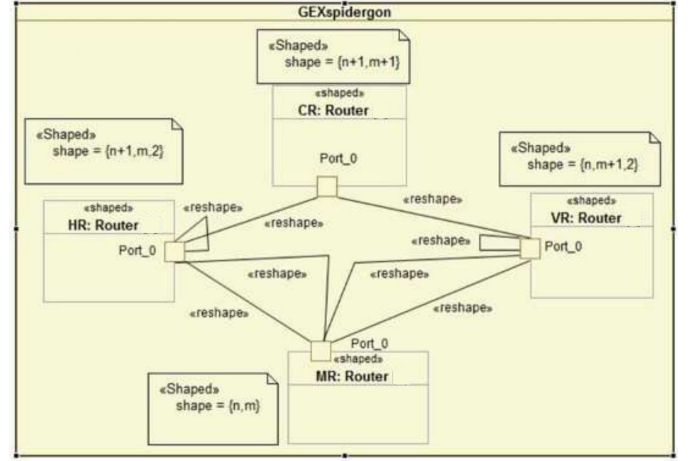 GEXspidergon
«Shaped»
shape = {n+1,m+1}
«shaped»
CR: Router
Port_0
«Shaped»
shape = {n+1,m,2}
«Shaped»
shape = {n,m+1,2}
«shaped»
HR: Router
Port_0
«shaped»
VR: Router
Port_0
«reshape»
«reshape»
«reshape»
«reshape»
«reshape»
«reshape»
«reshape»
«reshape»
Port_0
«shaped»
MR: Router
«Shaped»
shape = {n,m}